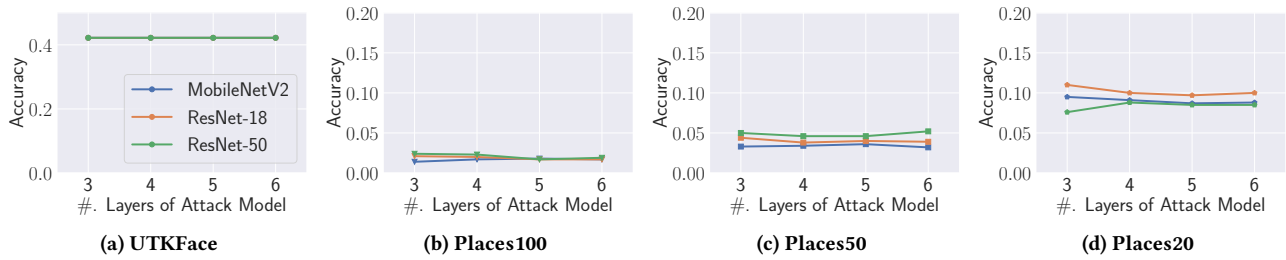 0.4
0.2
0.0
Accuracy
MobileNetV2
ResNet-18
ResNet-50
3 4 5 6
#. Layers of Attack Model
(a) UTKFace
0.20
0.15
0.10
0.05
0.00
Accuracy
3 4 5 6
#. Layers of Attack Model
(b) Places100
0.20
0.15
0.10
0.05
0.00
Accuracy
3 4 5 6
#. Layers of Attack Model
(c) Places50
0.20
0.15
0.10
0.05
0.00
Accuracy
3 4 5 6
#. Layers of Attack Model
(d) Places20